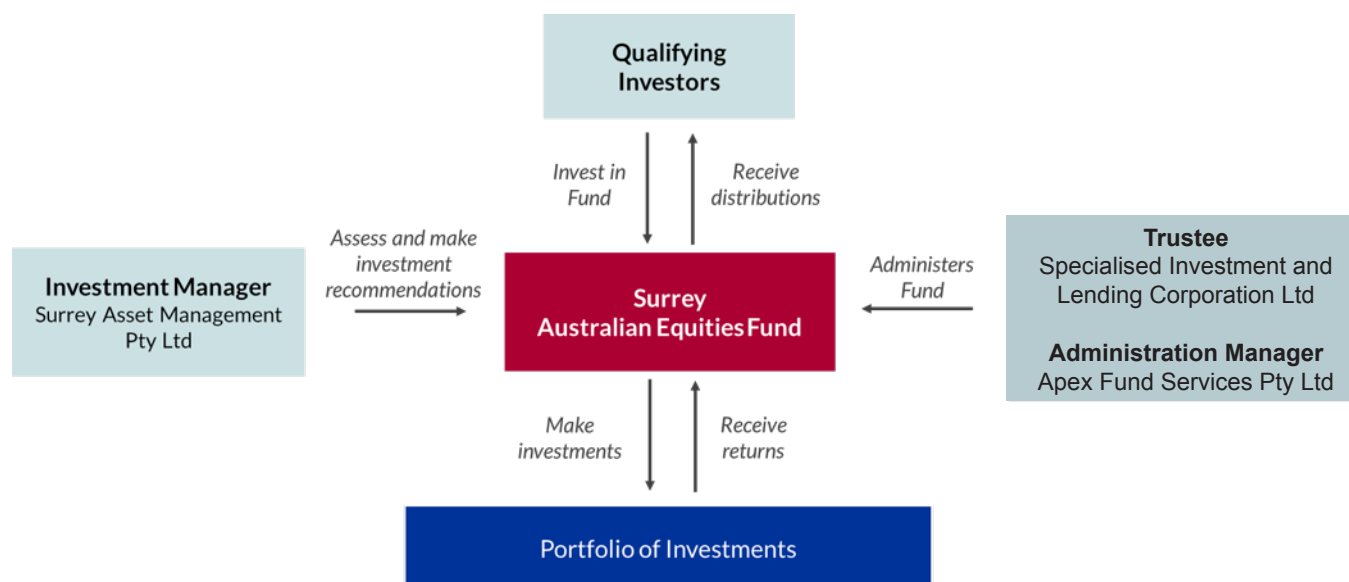 Qualifying
Investors
Invest in
Fund
Receive
distributions
Assess and make
investment
recommendations
Investment Manager
Surrey Asset Management
Pty Ltd
Surrey
Australian Equities Fund
Administers
Fund
Trustee
Specialised Investment and
Lending Corporation Ltd
Administration Manager
Apex Fund Services Pty Ltd
Make
investments
Receive
returns
Portfolio of Investments